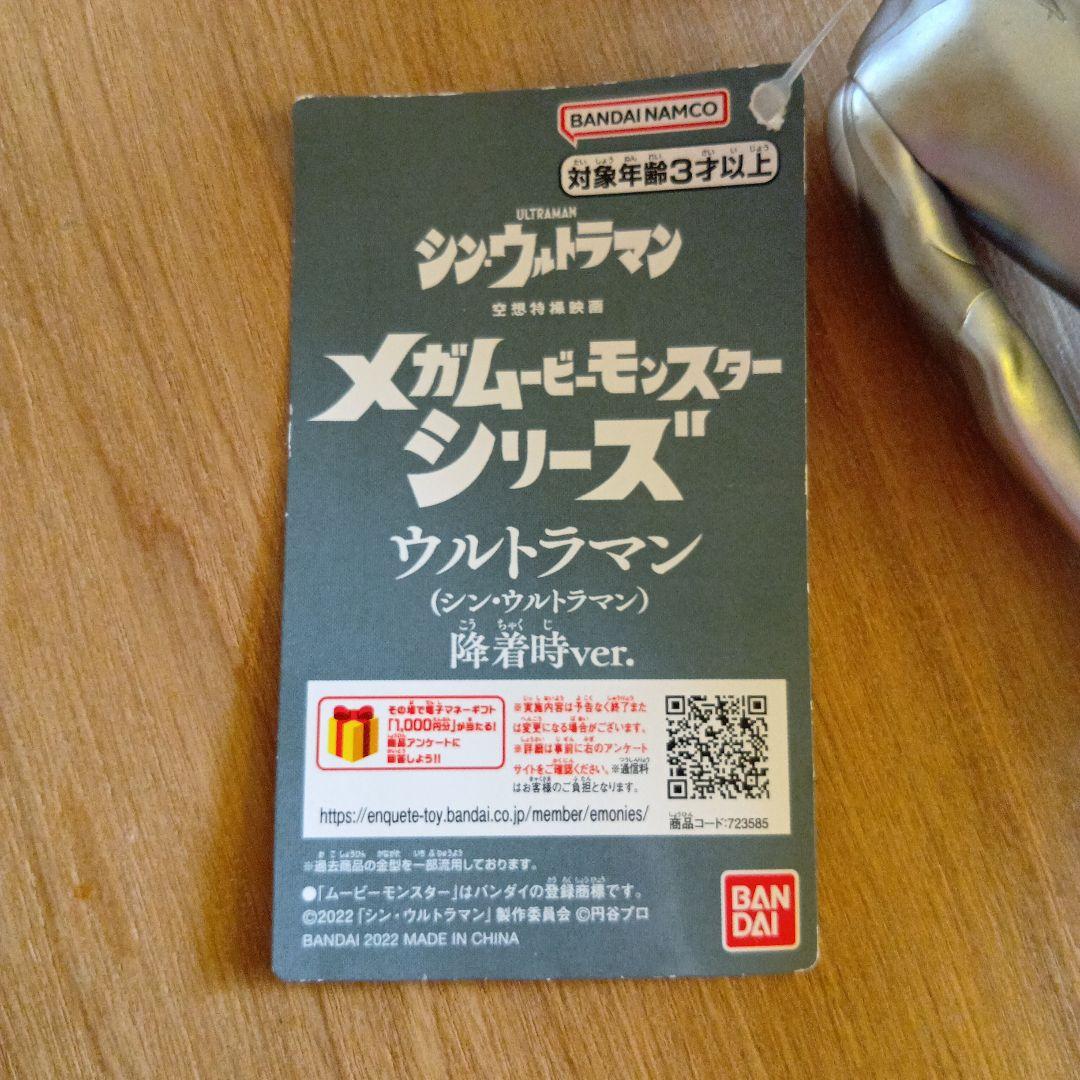 BANDAI NAMCO
対象年齢3才以上
ULTRAMAN
シン・ウルトラマン
空想特撮映画
メガムービーモンスター
シリーズ
ウルトラマン
(シン・ウルトラマン)
こうちゃくじ
降着時ver.
その場で電子マネーギフト
「1,000円分」が当たる!
商品アンケートに
回答しよう!!
※実施内容は予告なく終了また
は変更になる場合がございます。
※詳細は事前に右のアンケート
サイトをご確認ください。※通信料
はお客様のご負担となります。
https://enquete-toy.bandai.co.jp/member/emonies/
商品コード:723585
※過去商品の金型を一部流用しております。
●「ムービーモンスター」はバンダイの登録商標です。
©2022「シン・ウルトラマン」製作委員会 ©円谷プロ
BANDAI 2022 MADE IN CHINA
BAN
DAI